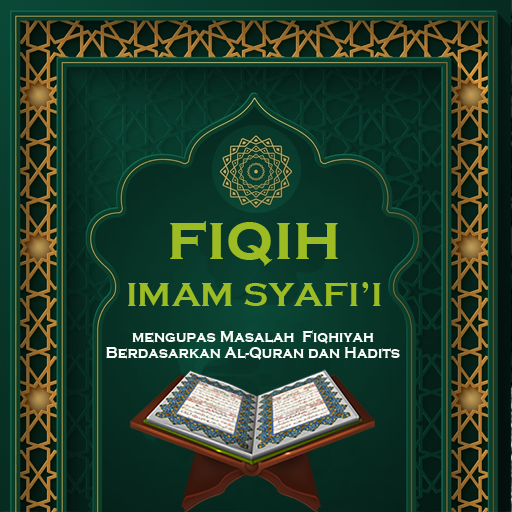 FIQIH
IMAM SYAFI'I
MENGUPAS MASALAH FIQHIYAH
BERDASARKAN AL-QURAN DAN HADITS